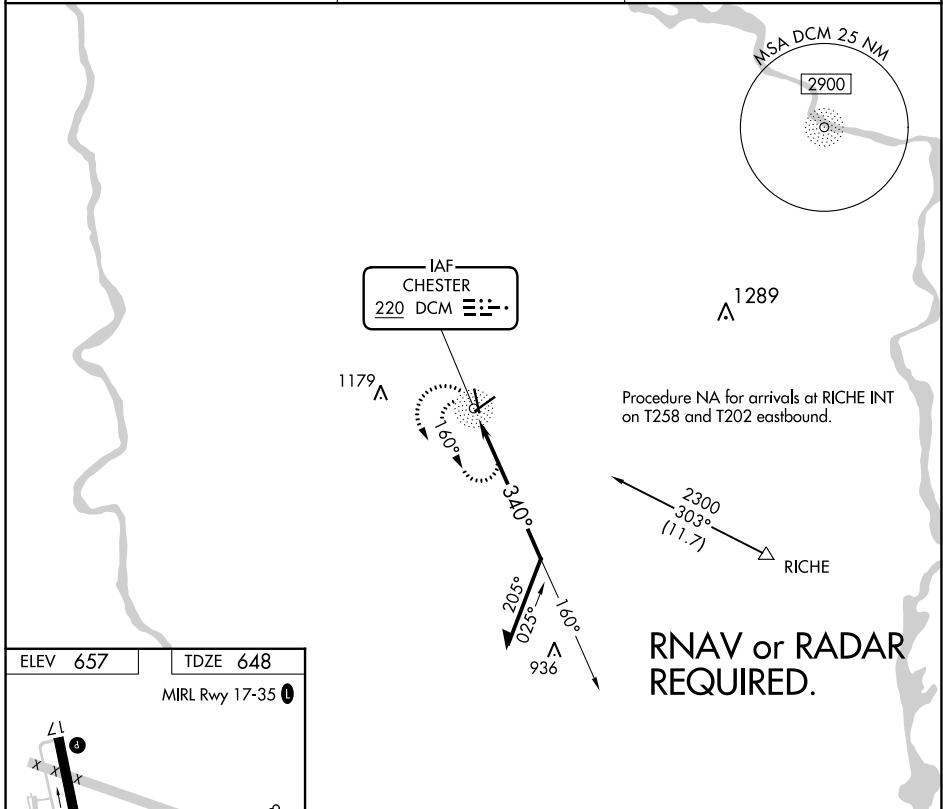 MSA DCM 25 NM
2900
IAF
CHESTER
220 DCM
1289
1179
Procedure NA for arrivals at RICHE INT
on T258 and T202 eastbound.
160°
340°
2300
303°
(11.7)
RICHE
205°
025°
160°
936
RNAV or RADAR
REQUIRED.
ELEV 657
TDZE 648
MIRL Rwy 17-35 L
17
P
X X X